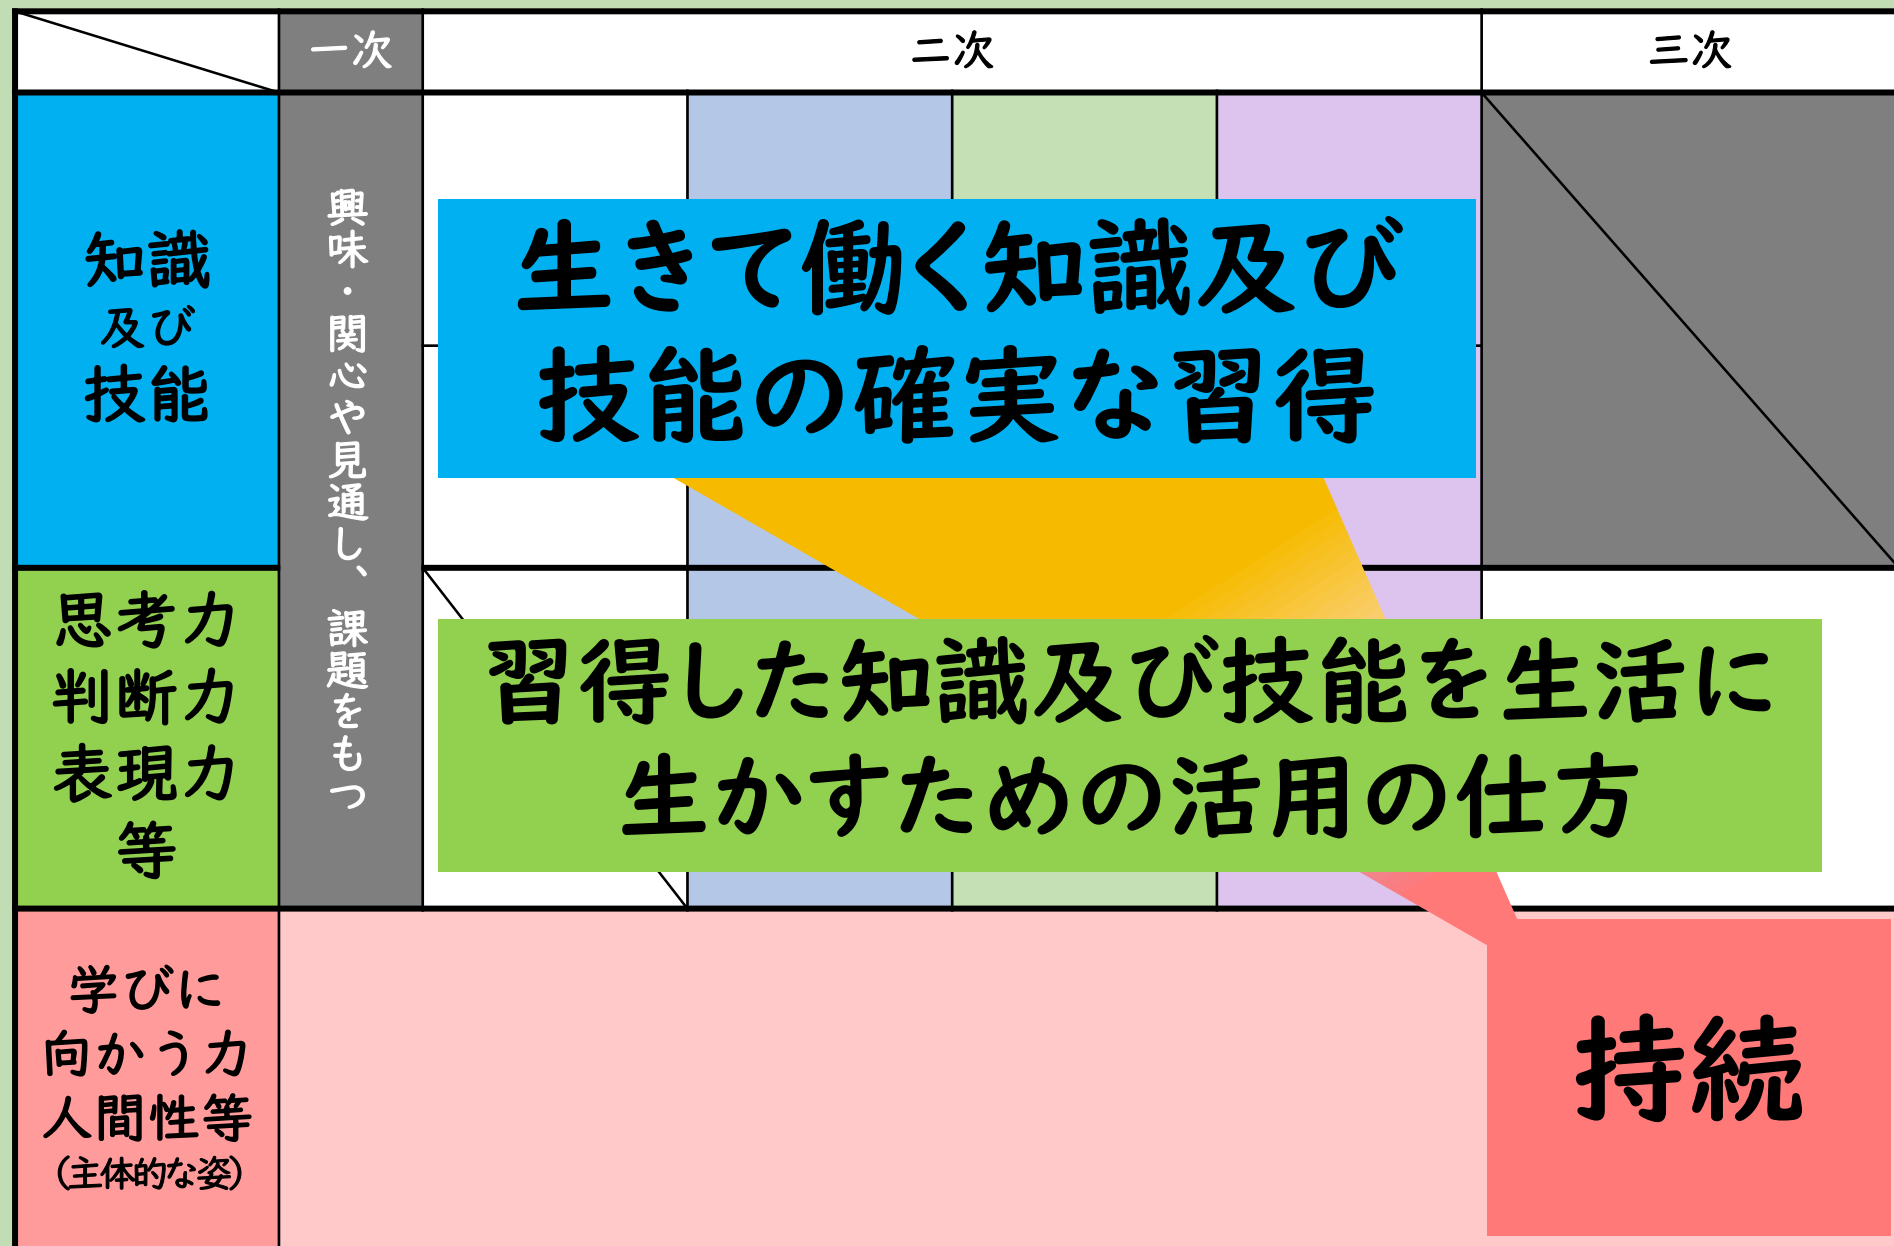 一次
二次
三次
知識
及び
技能
興味・関心や見通し、課題をもつ
生きて働く知識及び
技能の確実な習得
思考力
判断力
表現力
等
習得した知識及び技能を生活に
生かすための活用の仕方
学びに
向かう力
人間性等
(主体的な姿)
持続